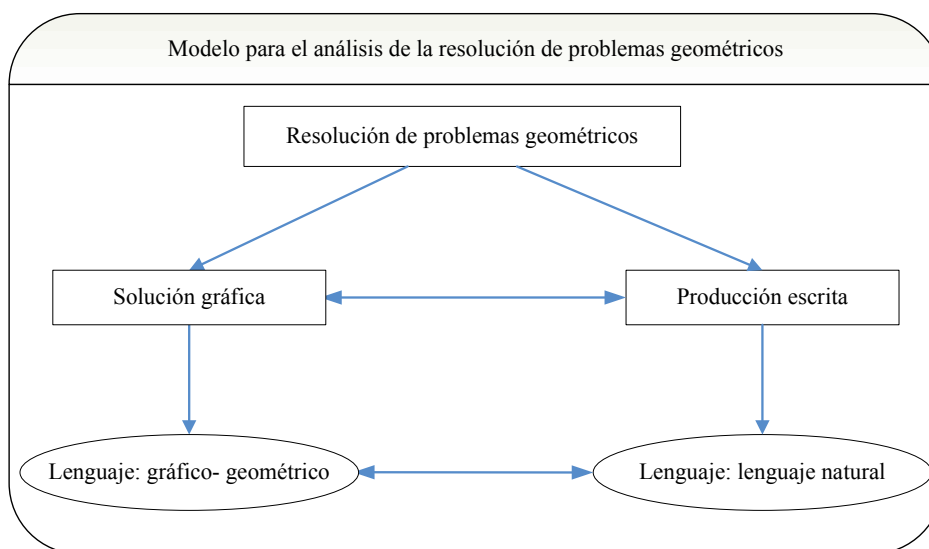 Modelo para el análisis de la resolución de problemas geométricos
Resolución de problemas geométricos
Solución gráfica
Producción escrita
Lenguaje: gráfico- geométrico
Lenguaje: lenguaje natural